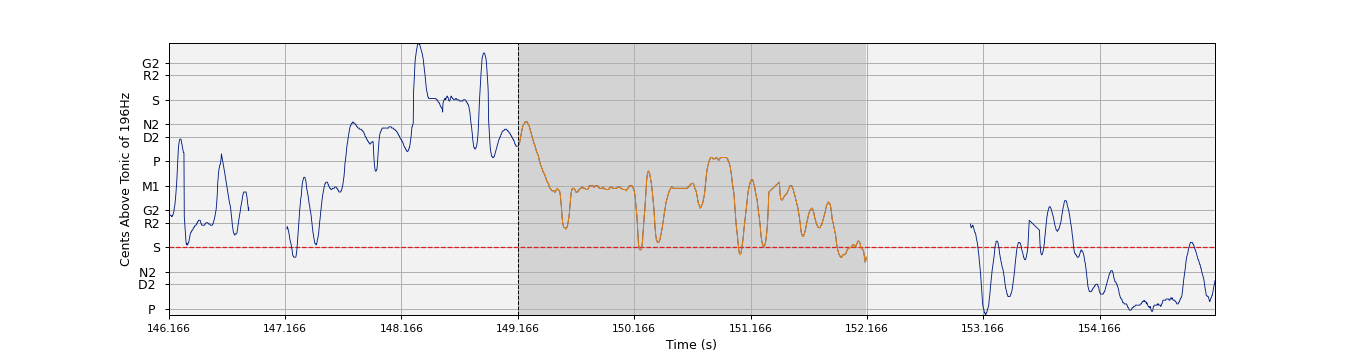 G2
R2
S
N2
D2
P
M1
G2
R2
S
N2
D2
P
Cents Above Tonic of 196Hz
146.166 147.166 148.166 149.166 150.166 151.166 152.166 153.166 154.166
Time (s)